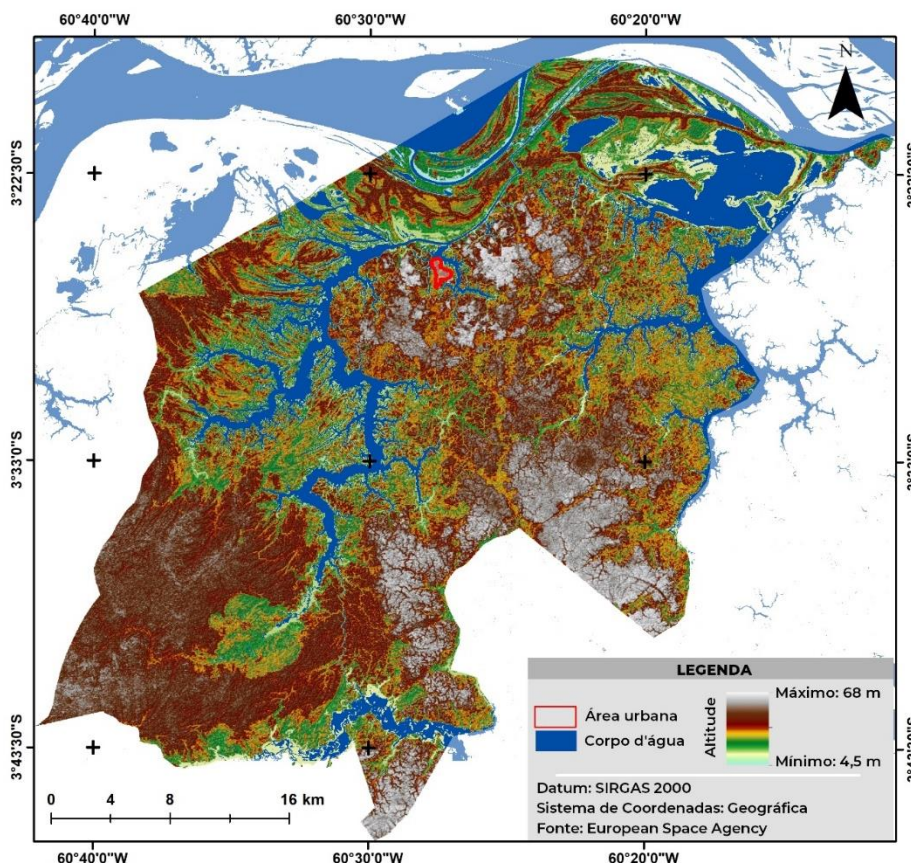 60°40'0"W 60°30'0"W 60°20'0"W
N
3°22'30"S
3°33'0"S
3°43'30"S
LEGENDA
Área urbana
Corpo d'água
Altitude
Máximo: 68 m
Mínimo: 4,5 m
Datum: SIRGAS 2000
Sistema de Coordenadas: Geográfica
Fonte: European Space Agency
0 4 8 16 km
60°40'0"W 60°30'0"W 60°20'0"W